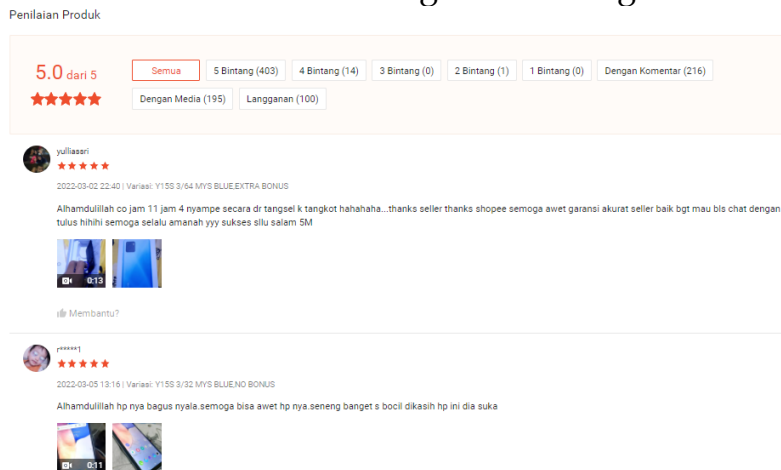 Penilaian Produk
5.0 dari 5
Semua
5 Bintang (403)
4 Bintang (14)
3 Bintang (0)
2 Bintang (1)
1 Bintang (0)
Dengan Komentar (216)
Dengan Media (195)
Langganan (100)
yulliasri
2022-03-02 22:40 | Variasi: Y15S 3/64 MYS BLUE,EXTRA BONUS
Alhamdulillah co jam 11 jam 4 nyampe secara dr tangsel k tangkot hahahaha...thanks seller thanks shopee semoga awet garansi akurat seller baik bgt mau bls chat dengan
tulus hihihi semoga selalu amanah yyy sukses sllu salam 5M
0:13
Membantu?
r*****1
2022-03-05 13:16 | Variasi: Y15S 3/32 MYS BLUE,NO BONUS
Alhamdulillah hp nya bagus nyala.semoga bisa awet hp nya.seneng banget s bocil dikasih hp ini dia suka
0:11